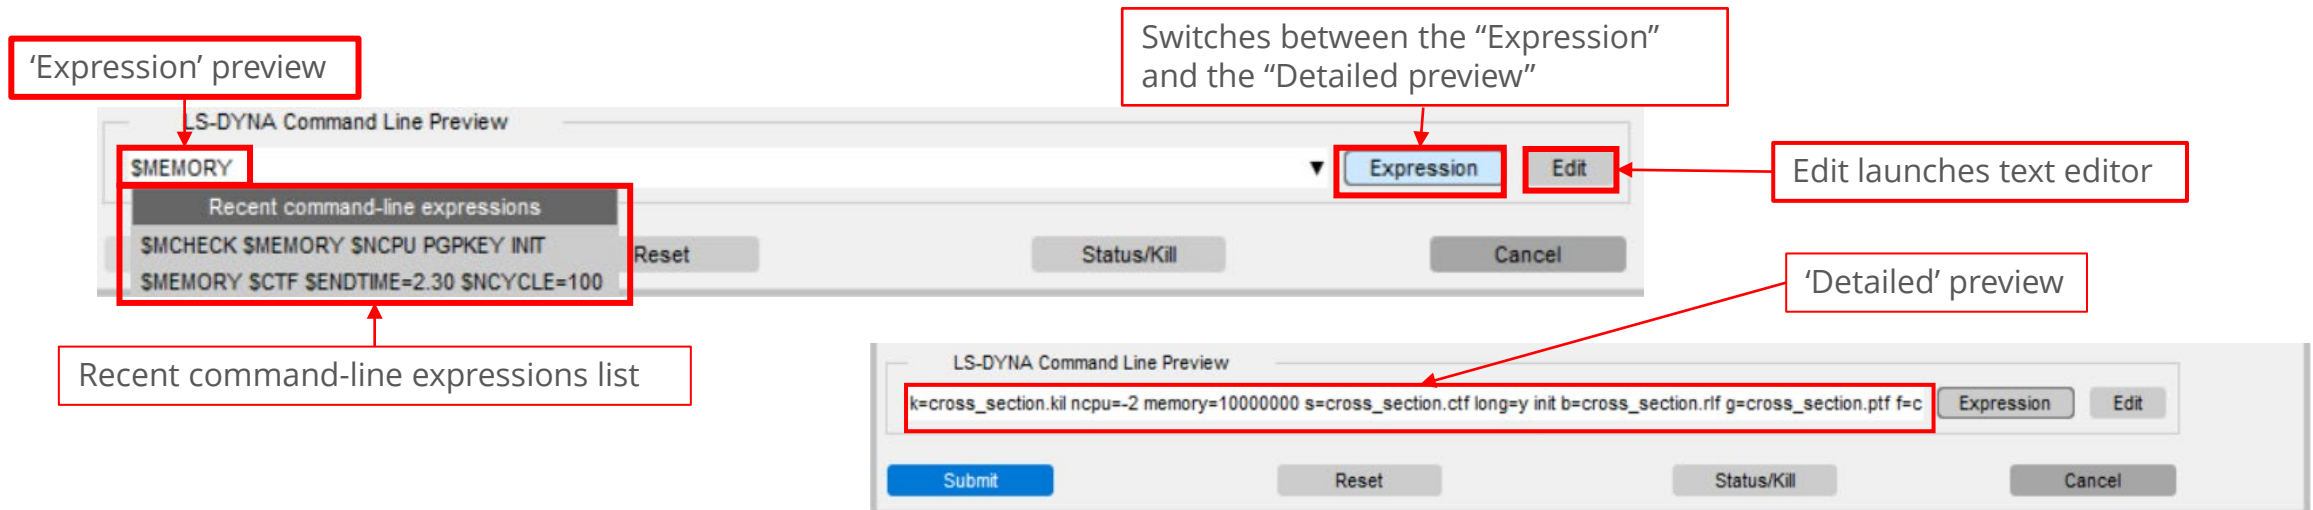 ‘Expression’ preview
Switches between the “Expression”
and the “Detailed preview”
LS-DYNA Command Line Preview
$MEMORY
Expression
Edit
Edit launches text editor
Recent command-line expressions
$MCHECK $MEMORY $NCPU PGPKEY INIT
$MEMORY $CTF $ENDTIME=2.30 $NCYCLE=100
Reset
Status/Kill
Cancel
‘Detailed’ preview
Recent command-line expressions list
LS-DYNA Command Line Preview
k=cross_section.kil ncpu=-2 memory=10000000 s=cross_section.ctf long=y init b=cross_section.rlf g=cross_section.ptf f=c
Expression
Edit
Submit
Reset
Status/Kill
Cancel